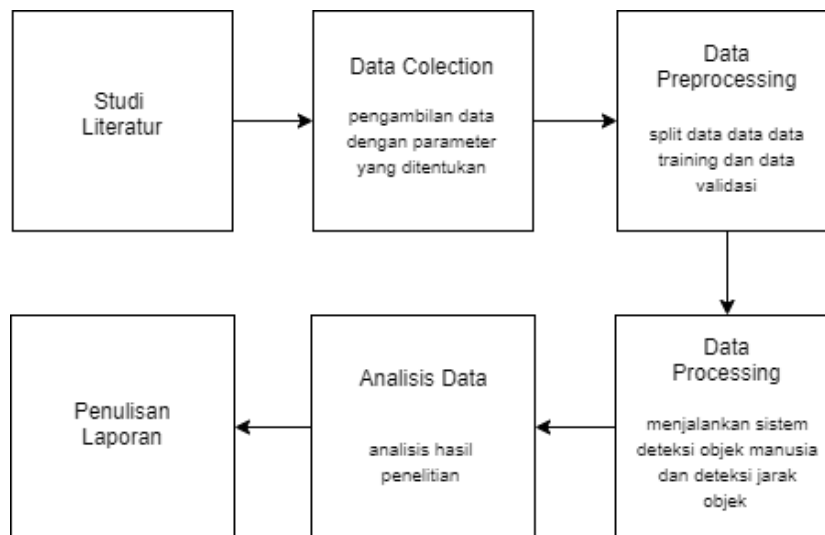 Studi
Literatur
Data Colection
pengambilan data
dengan parameter
yang ditentukan
Data
Preprocessing
split data data data
training dan data
validasi
Data
Processing
menjalankan sistem
deteksi objek manusia
dan deteksi jarak
objek
Analisis Data
analisis hasil
penelitian
Penulisan
Laporan